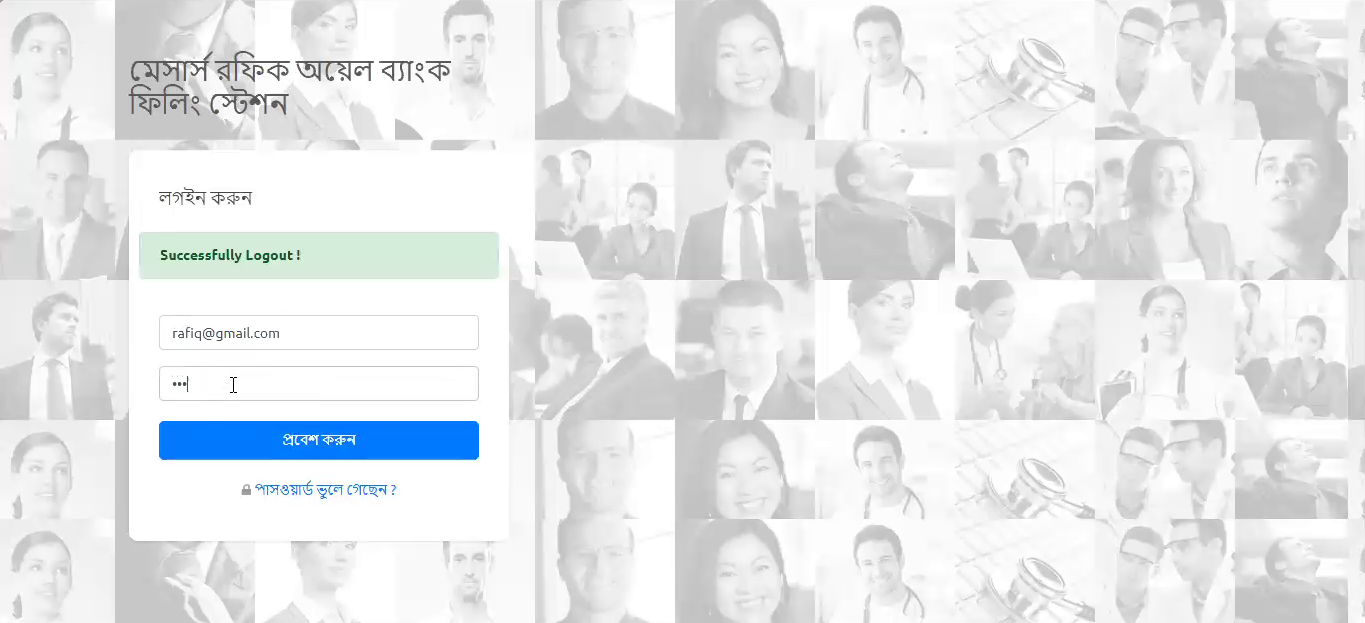 মেসার্স রফিক অয়েল ব্যাংক
ফিলিং স্টেশন
লগইন করুন
Successfully Logout !
rafiq@gmail.com
•••
প্রবেশ করুন
পাসওয়ার্ড ভুলে গেছেন ?